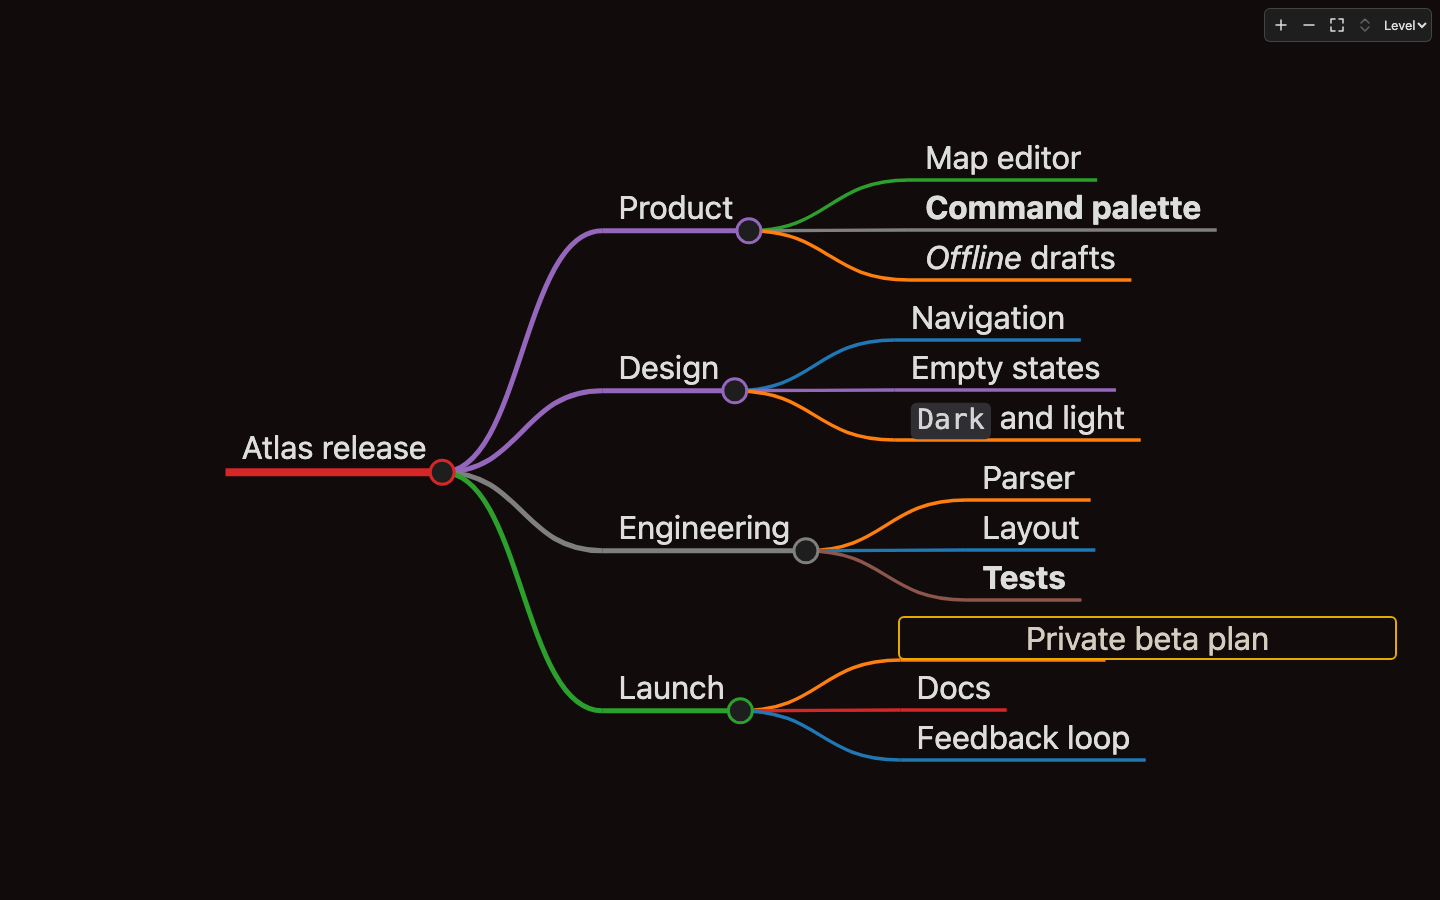 Level
Atlas release
Product
Map editor
Command palette
Offline drafts
Design
Navigation
Empty states
Dark and light
Engineering
Parser
Layout
Tests
Launch
Private beta plan
Docs
Feedback loop